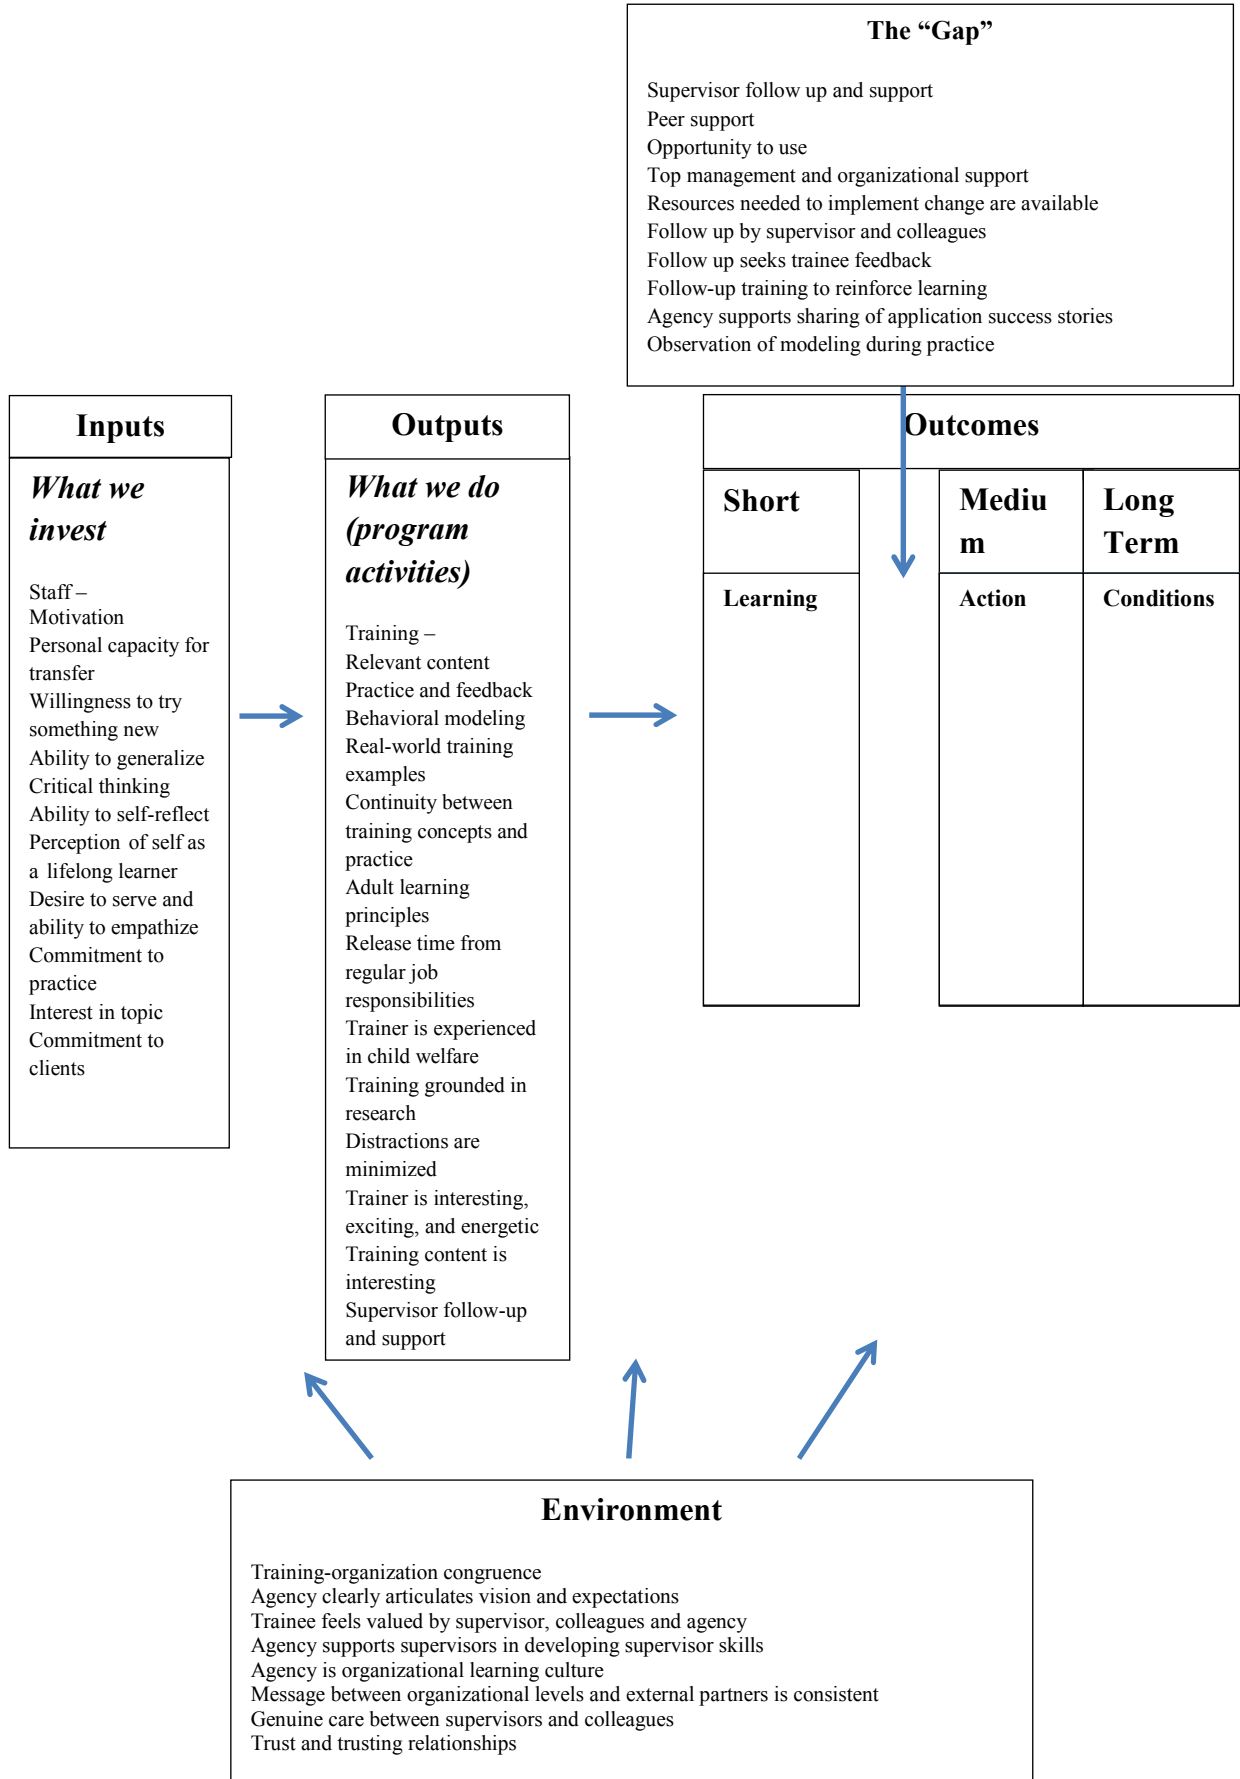 The “Gap”
Supervisor follow up and support
Peer support
Opportunity to use
Top management and organizational support
Resources needed to implement change are available
Follow up by supervisor and colleagues
Follow up seeks trainee feedback
Follow-up training to reinforce learning
Agency supports sharing of application success stories
Observation of modeling during practice
Inputs
What we
invest
Staff –
Motivation
Personal capacity for
transfer
Willingness to try
something new
Ability to generalize
Critical thinking
Ability to self-reflect
Perception of self as
a lifelong learner
Desire to serve and
ability to empathize
Commitment to
practice
Interest in topic
Commitment to
clients
Outputs
What we do
(program
activities)
Training –
Relevant content
Practice and feedback
Behavioral modeling
Real-world training
examples
Continuity between
training concepts and
practice
Adult learning
principles
Release time from
regular job
responsibilities
Trainer is experienced
in child welfare
Training grounded in
research
Distractions are
minimized
Trainer is interesting,
exciting, and energetic
Training content is
interesting
Supervisor follow-up
and support
Outcomes
Short
Learning
Mediu
m
Action
Long
Term
Conditions
Environment
Training-organization congruence
Agency clearly articulates vision and expectations
Trainee feels valued by supervisor, colleagues and agency
Agency supports supervisors in developing supervisor skills
Agency is organizational learning culture
Message between organizational levels and external partners is consistent
Genuine care between supervisors and colleagues
Trust and trusting relationships